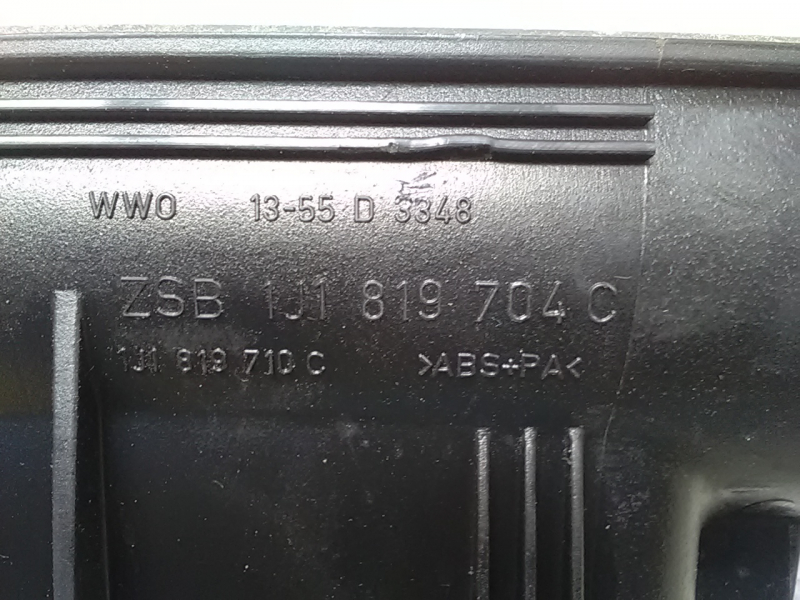 WWO 13-55 D 3348
ZSB 1J1 819 704 C
1J1 819 710 C >ABS+PA<